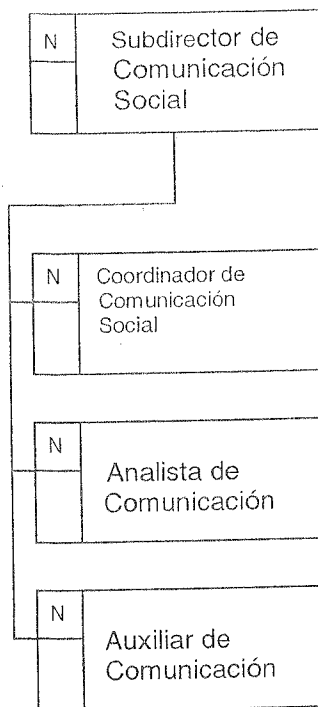 N
Subdirector de
Comunicación
Social
N
Coordinador de
Comunicación
Social
N
Analista de
Comunicación
N
Auxiliar de
Comunicación